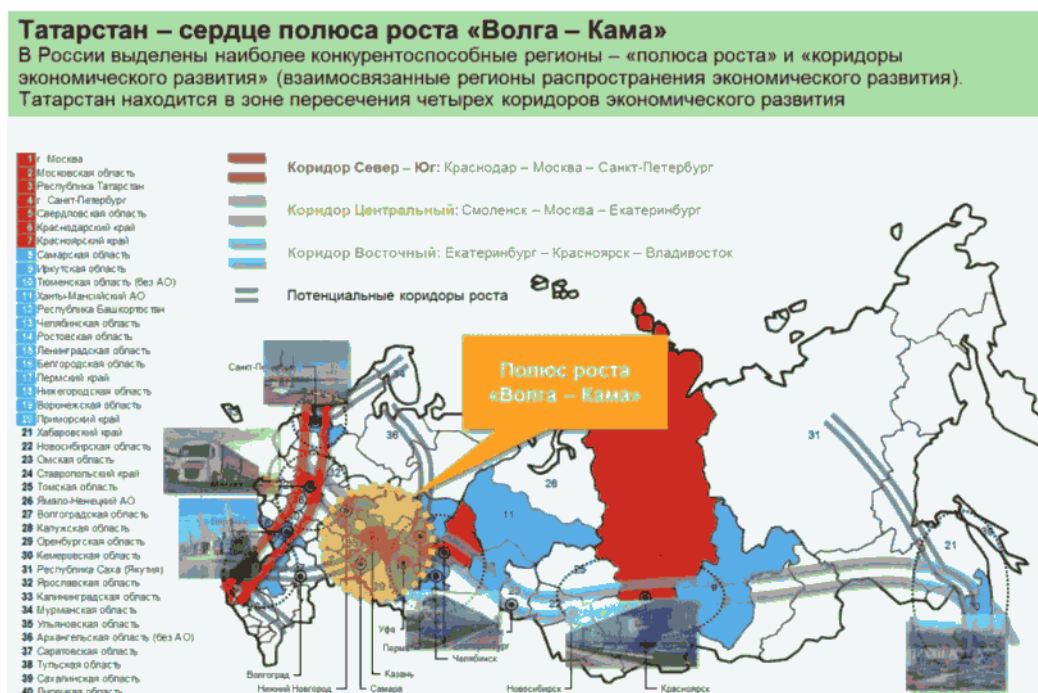 Татарстан – сердце полюса роста «Волга – Кама»
В России выделены наиболее конкурентоспособные регионы – «полюса роста» и «коридоры
экономического развития» (взаимосвязанные регионы распространения экономического развития).
Татарстан находится в зоне пересечения четырех коридоров экономического развития
1 г Москва
2 Московская область
3 Республика Татарстан
4 г Санкт-Петербург
5 Свердловская область
6 Краснодарский край
7 Красноярский край
8 Самарская область
9 Иркутская область
10 Тюменская область (без АО)
11 Ханты-Мансийский АО
12 Республика Башкортостан
13 Челябинская область
14 Ростовская область
15 Ленинградская область
16 Белгородская область
17 Пермский край
18 Нижегородская область
19 Воронежская область
20 Приморский край
21 Хабаровский край
22 Новосибирская область
23 Омская область
24 Ставропольский край
25 Томская область
26 Ямало-Ненецкий АО
27 Волгоградская область
28 Калужская область
29 Оренбургская область
30 Кемеровская область
31 Республика Саха (Якутия)
32 Ярославская область
33 Калининградская область
34 Мурманская область
35 Ульяновская область
36 Архангельская область (без АО)
37 Саратовская область
38 Тульская область
39 Сахалинская область
40 Липецкая область
Коридор Север – Юг: Краснодар – Москва – Санкт-Петербург
Коридор Центральный: Смоленск – Москва – Екатеринбург
Коридор Восточный: Екатеринбург – Красноярск – Владивосток
Потенциальные коридоры роста
Полюс роста
«Волга – Кама»
36
31
26
11
21
25
22
29
Уфа
Пермь
Челябинск
Волгоград
Казань
Нижний Новгород
Самара
Новосибирск
Красноярск